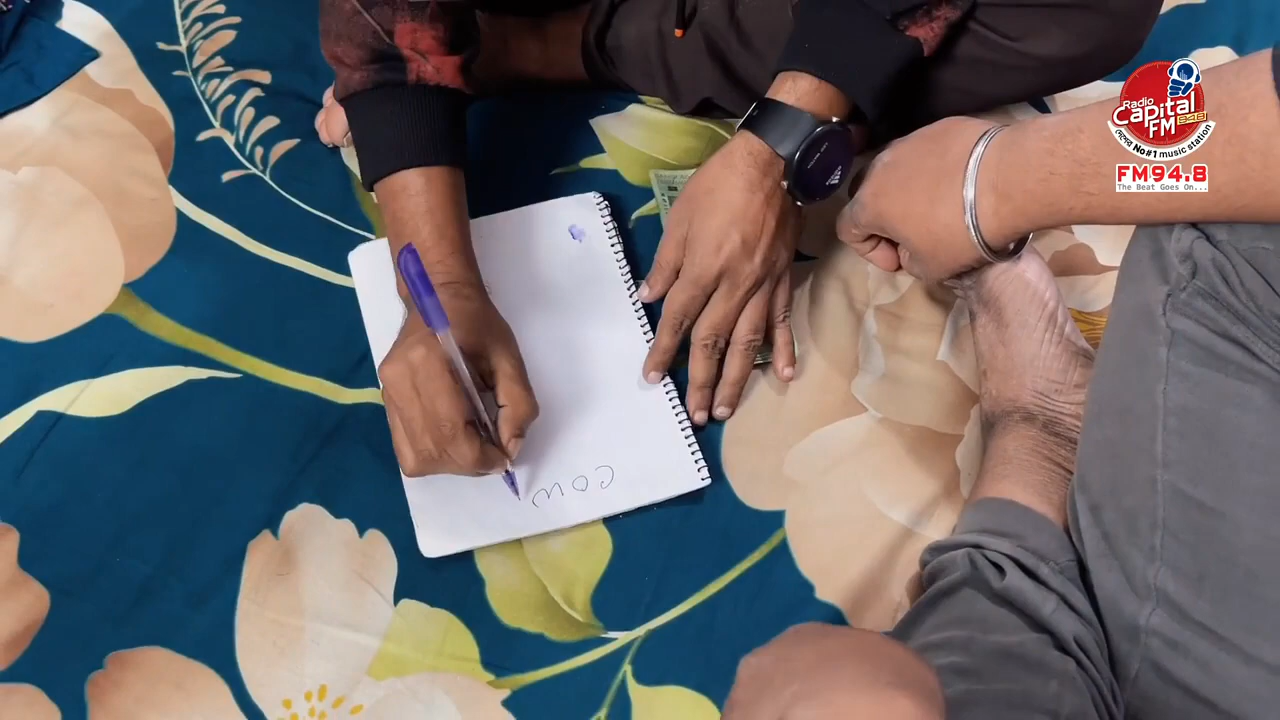 Radio
Capital
FM 94.8
দেশের No#1 music station
FM94.8
The Beat Goes On...
COW